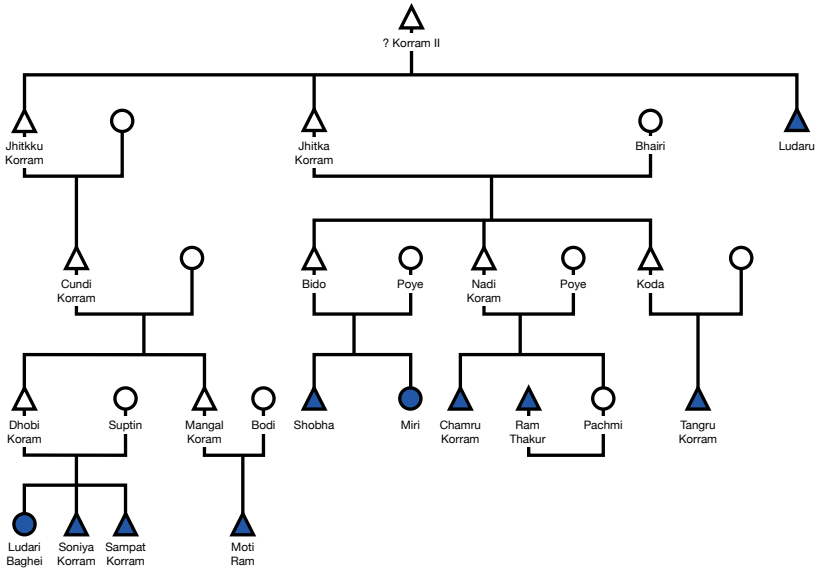 ? Korram II
Jhitkku
Korram
Jhitka
Korram
Bhairi
Ludaru
Cundi
Korram
Bido
Poye
Nadi
Koram
Poye
Koda
Dhobi
Koram
Suptin
Mangal
Koram
Bodi
Shobha
Miri
Chamru
Korram
Ram
Thakur
Pachmi
Tangru
Korram
Ludari
Baghei
Soniya
Korram
Sampat
Korram
Moti
Ram